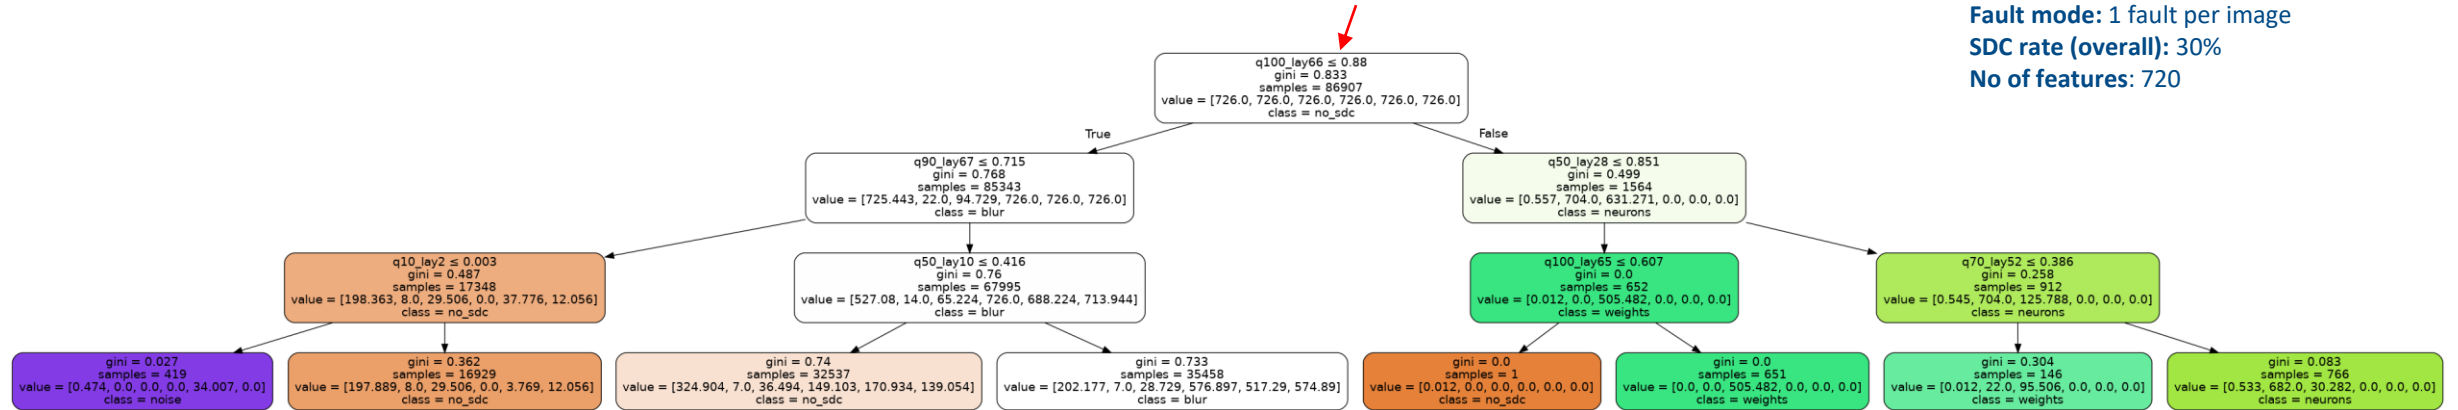 Fault mode: 1 fault per image
SDC rate (overall): 30%
No of features: 720
q100_lay66 ≤ 0.88
gini = 0.833
samples = 86907
value = [726.0, 726.0, 726.0, 726.0, 726.0, 726.0]
class = no_sdc
True
False
q90_lay67 ≤ 0.715
gini = 0.768
samples = 85343
value = [725.443, 22.0, 94.729, 726.0, 726.0, 726.0]
class = blur
q50_lay28 ≤ 0.851
gini = 0.499
samples = 1564
value = [0.557, 704.0, 631.271, 0.0, 0.0, 0.0]
class = neurons
q10_lay2 ≤ 0.003
gini = 0.487
samples = 17348
value = [198.363, 8.0, 29.506, 0.0, 37.776, 12.056]
class = no_sdc
q50_lay10 ≤ 0.416
gini = 0.76
samples = 67995
value = [527.08, 14.0, 65.224, 726.0, 688.224, 713.944]
class = blur
q100_lay65 ≤ 0.607
gini = 0.0
samples = 652
value = [0.012, 0.0, 505.482, 0.0, 0.0, 0.0]
class = weights
q70_lay52 ≤ 0.386
gini = 0.258
samples = 912
value = [0.545, 704.0, 125.788, 0.0, 0.0, 0.0]
class = neurons
gini = 0.027
samples = 419
value = [0.474, 0.0, 0.0, 0.0, 34.007, 0.0]
class = noise
gini = 0.362
samples = 16929
value = [197.889, 8.0, 29.506, 0.0, 3.769, 12.056]
class = no_sdc
gini = 0.74
samples = 32537
value = [324.904, 7.0, 36.494, 149.103, 170.934, 139.054]
class = no_sdc
gini = 0.733
samples = 35458
value = [202.177, 7.0, 28.729, 576.897, 517.29, 574.89]
class = blur
gini = 0.0
samples = 1
value = [0.012, 0.0, 0.0, 0.0, 0.0, 0.0]
class = no_sdc
gini = 0.0
samples = 651
value = [0.0, 0.0, 505.482, 0.0, 0.0, 0.0]
class = weights
gini = 0.304
samples = 146
value = [0.012, 22.0, 95.506, 0.0, 0.0, 0.0]
class = weights
gini = 0.083
samples = 766
value = [0.533, 682.0, 30.282, 0.0, 0.0, 0.0]
class = neurons